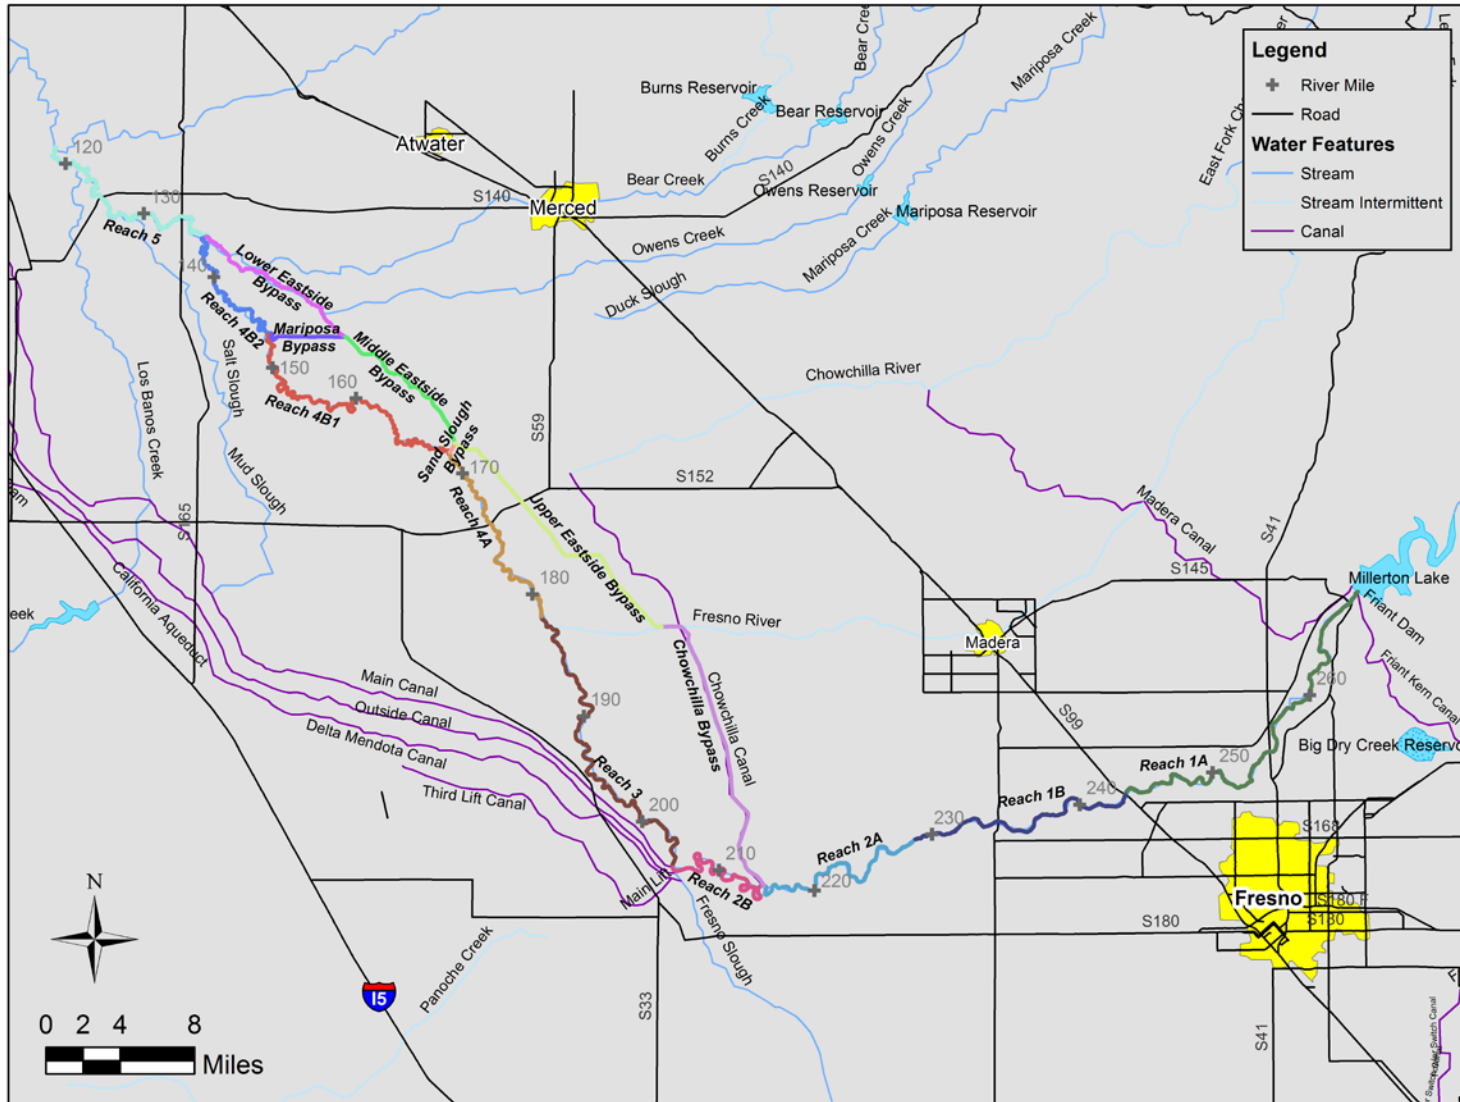 Bear Creek
Mariposa Creek
S41
Legend
River Mile
Road
Water Features
Stream
Stream Intermittent
Canal
Burns Reservoir
Bear Reservoir
Burns Creek
Owens Creek
East Fork Ch
Atwater
120
Bear Creek
S140
S140
Owens Reservoir
Merced
Mariposa Reservoir
130
Reach 5
Owens Creek
Mariposa Creek
Lower Eastside
Bypass
140
Duck Slough
Reach 4B2
Mariposa
Bypass
Middle Eastside
Bypass
Salt Slough
150
160
Reach 4B1
Los Banos Creek
Chowchilla River
S59
Sand Slough
Bypass
170
Mud Slough
S152
Reach 4A
Upper Eastside Bypass
Madera Canal
S165
S41
S145
180
California Aqueduct
Millerton Lake
Friant Dam
eek
Fresno River
Madera
Chowchilla Bypass
Chowchilla Canal
Friant Kern Canal
Main Canal
Outside Canal
Delta Mendota Canal
Third Lift Canal
190
260
S99
Big Dry Creek Reservo
Reach 3
250
Reach 1A
240
Reach 1B
200
230
S168
Reach 2A
210
220
Main Lift
Reach 2B
Fresno
S180 F
S180
S180
Fresno Slough
N
Panoche Creek
I5
S33
S41
0 2 4 8
Miles